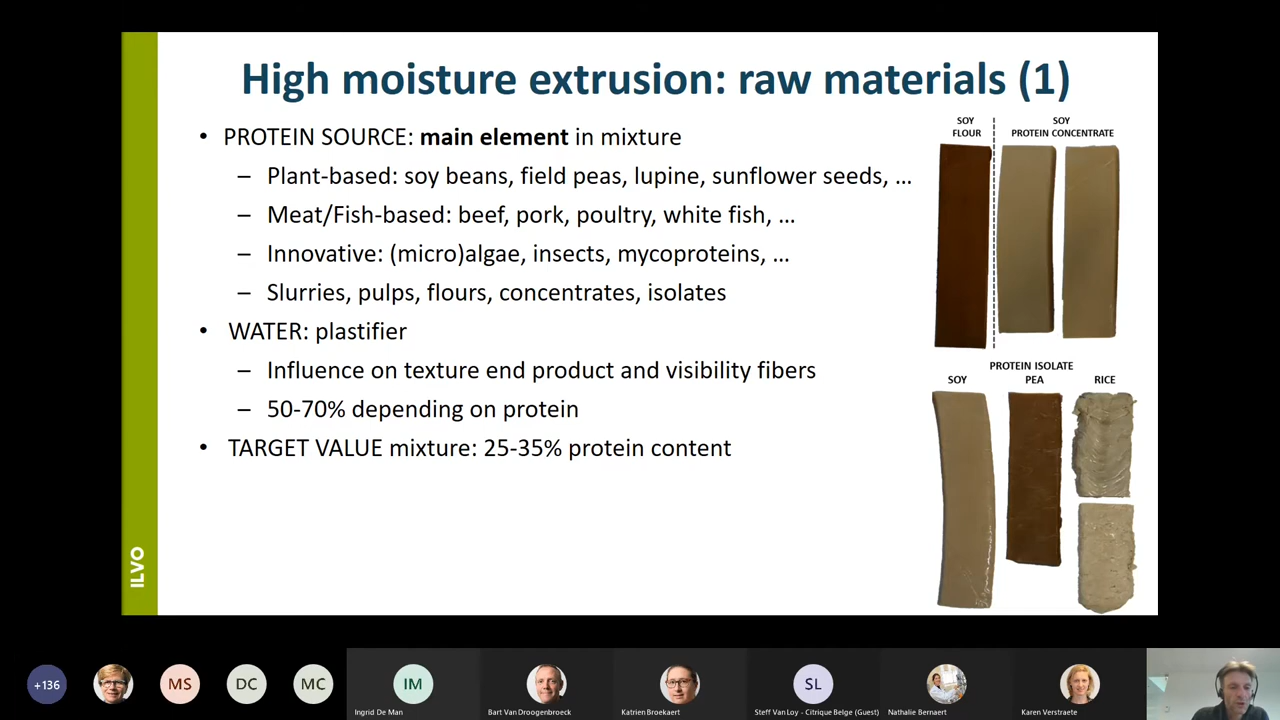 High moisture extrusion: raw materials (1)
• PROTEIN SOURCE: main element in mixture
– Plant-based: soy beans, field peas, lupine, sunflower seeds, …
– Meat/Fish-based: beef, pork, poultry, white fish, …
– Innovative: (micro)algae, insects, mycoproteins, …
– Slurries, pulps, flours, concentrates, isolates
• WATER: plastifier
– Influence on texture end product and visibility fibers
– 50-70% depending on protein
• TARGET VALUE mixture: 25-35% protein content
SOY
FLOUR
SOY
PROTEIN CONCENTRATE
PROTEIN ISOLATE
SOY PEA RICE
ILVO
+136 MS DC MC IM SL
Ingrid De Man Bart Van Droogenbroeck Katrien Broekaert Steff Van Loy - Citrique Belge (Guest) Nathalie Bernaert Karen Verstraete